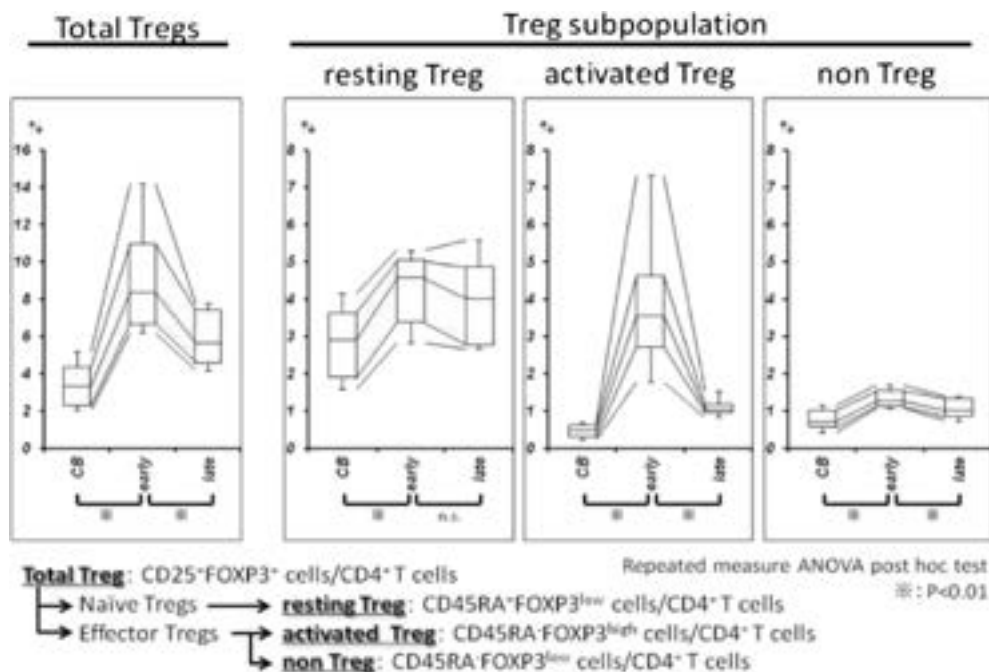 Total Tregs
Treg subpopulation
resting Treg
activated Treg
non Treg
%
16
14
12
10
8
6
4
2
0
CB
early
late
※
※
%
8
7
6
5
4
3
2
1
0
CB
early
late
※
n.s.
%
8
7
6
5
4
3
2
1
0
CB
early
late
※
※
%
8
7
6
5
4
3
2
1
0
CB
early
late
※
※
Total Treg: CD25⁺FOXP3⁺ cells/CD4⁺ T cells
Naïve Tregs → resting Treg: CD45RA⁺FOXP3ˡᵒʷ cells/CD4⁺ T cells
Effector Tregs → activated Treg: CD45RA⁻FOXP3ʰⁱᵍʰ cells/CD4⁺ T cells
non Treg: CD45RA⁻FOXP3ˡᵒʷ cells/CD4⁺ T cells
Repeated measure ANOVA post hoc test
※: P<0.01